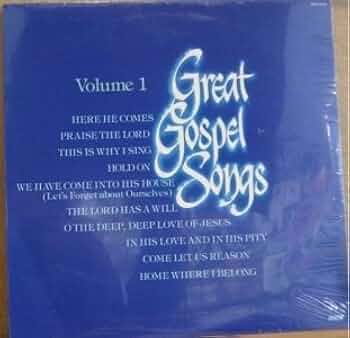 Volume 1
Great
Gospel
Songs
HERE HE COMES
PRAISE THE LORD
THIS IS WHY I SING
HOLD ON
WE HAVE COME INTO HIS HOUSE
(Let's Forget about Ourselves)
THE LORD HAS A WILL
O THE DEEP, DEEP LOVE OF JESUS
IN HIS LOVE AND IN HIS PITY
COME LET US REASON
HOME WHERE I BELONG